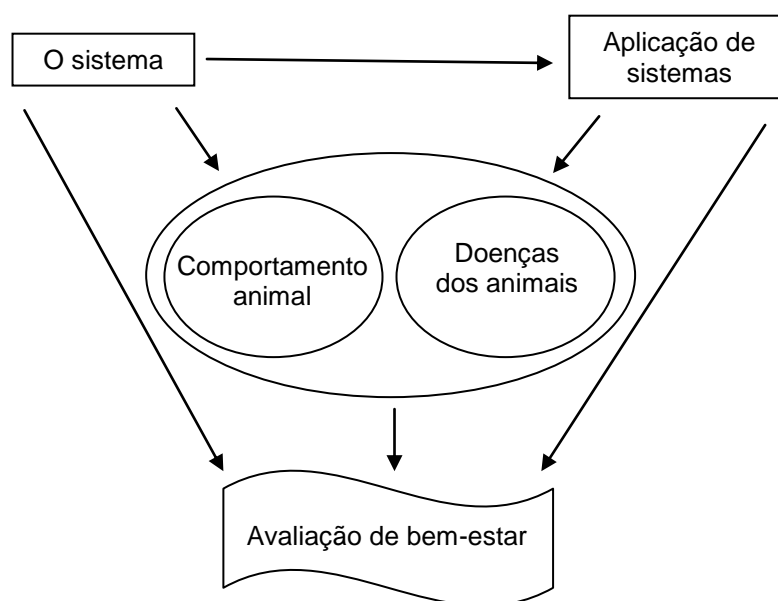 O sistema
Aplicação de
sistemas
Comportamento
animal
Doenças
dos animais
Avaliação de bem-estar